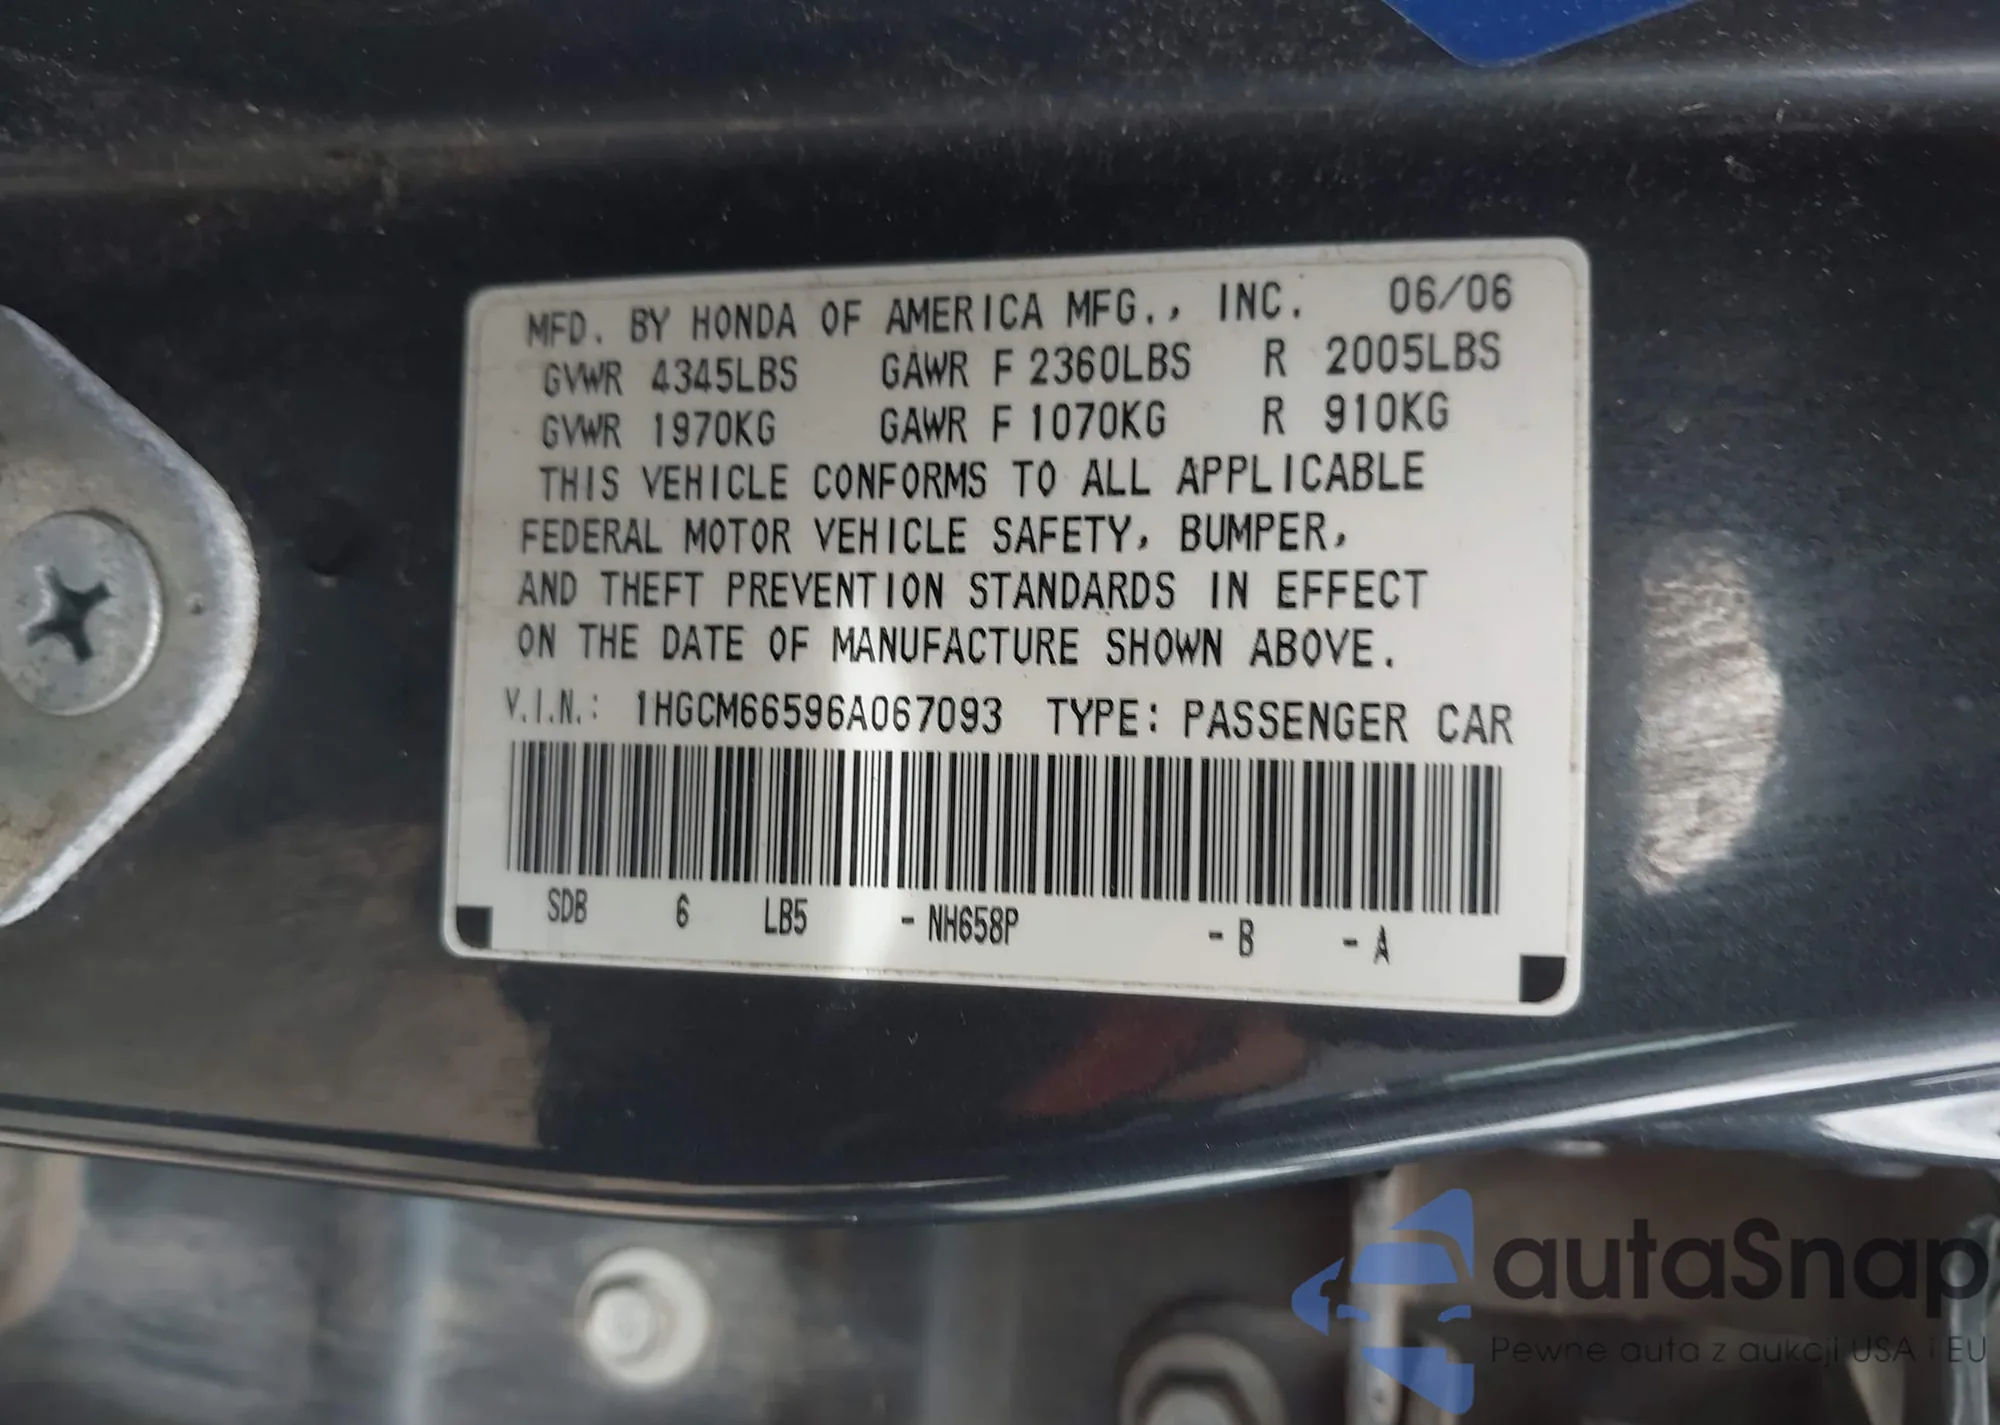 MFD. BY HONDA OF AMERICA MFG., INC. 06/06
GVWR 4345LBS GAWR F 2360LBS R 2005LBS
GVWR 1970KG GAWR F 1070KG R 910KG
THIS VEHICLE CONFORMS TO ALL APPLICABLE
FEDERAL MOTOR VEHICLE SAFETY, BUMPER,
AND THEFT PREVENTION STANDARDS IN EFFECT
ON THE DATE OF MANUFACTURE SHOWN ABOVE.
V.I.N.: 1HGCM66596A067093 TYPE: PASSENGER CAR
SDB 6 LB5 -NH658P -B -A
autaSnap
Pewne auta z aukcji USA i EU